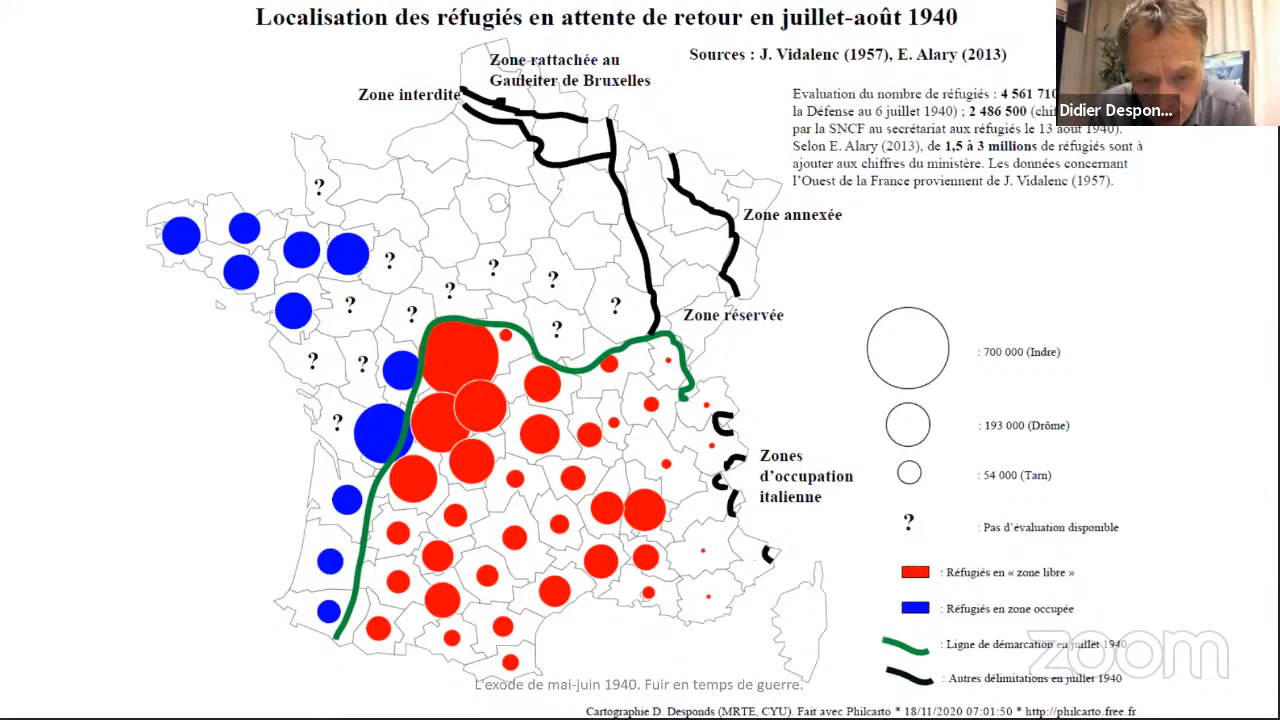 Localisation des réfugiés en attente de retour en juillet-août 1940
Sources : J. Vidalenc (1957), E. Alary (2013)
Zone rattachée au
Gauleiter de Bruxelles
Zone interdite
Evaluation du nombre de réfugiés : 4 561 710
la Défense au 6 juillet 1940) ; 2 486 500
par la SNCF au secrétariat aux réfugiés le 13 août 1940).
Selon E. Alary (2013), de 1,5 à 3 millions de réfugiés sont à
ajouter aux chiffres du ministère. Les données concernant
l'Ouest de la France proviennent de J. Vidalenc (1957).
Didier Despon...
Zone annexée
Zone réservée
Zones
d'occupation
italienne
? ? ? ? ? ? ? ? ? ? ? ?
: 700 000 (Indre)
: 193 000 (Drôme)
: 54 000 (Tarn)
? : Pas d'évaluation disponible
: Réfugiés en « zone libre »
: Réfugiés en zone occupée
: Ligne de démarcation en juillet 1940
: Autres délimitations en juillet 1940
zoom
L'exode de mai-juin 1940. Fuir en temps de guerre.
Cartographie D. Desponds (MRTE, CYU). Fait avec Philcarto * 18/11/2020 07:01:50 * http://philcarto.free.fr